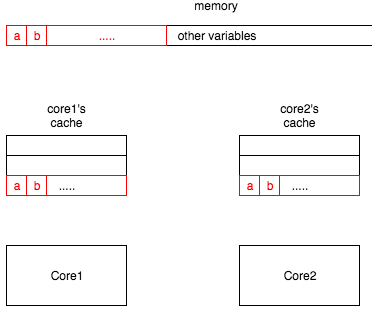 memory
a b ..... other variables
core1's
cache
core2's
cache
a b .....
a b .....
Core1
Core2